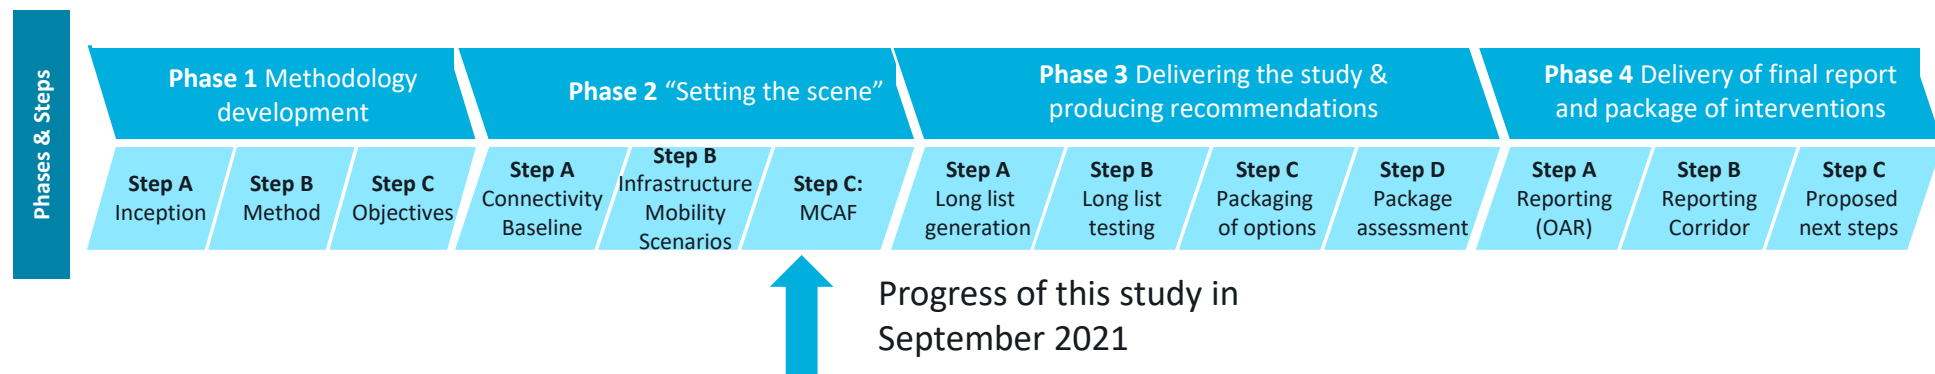 Phases & Steps
Phase 1 Methodology
development
Phase 2 “Setting the scene”
Phase 3 Delivering the study &
producing recommendations
Phase 4 Delivery of final report
and package of interventions
Step A
Inception
Step B
Method
Step C
Objectives
Step A
Connectivity
Baseline
Step B
Infrastructure
Mobility
Scenarios
Step C:
MCAF
Step A
Long list
generation
Step B
Long list
testing
Step C
Packaging
of options
Step D
Package
assessment
Step A
Reporting
(OAR)
Step B
Reporting
Corridor
Step C
Proposed
next steps
Progress of this study in
September 2021